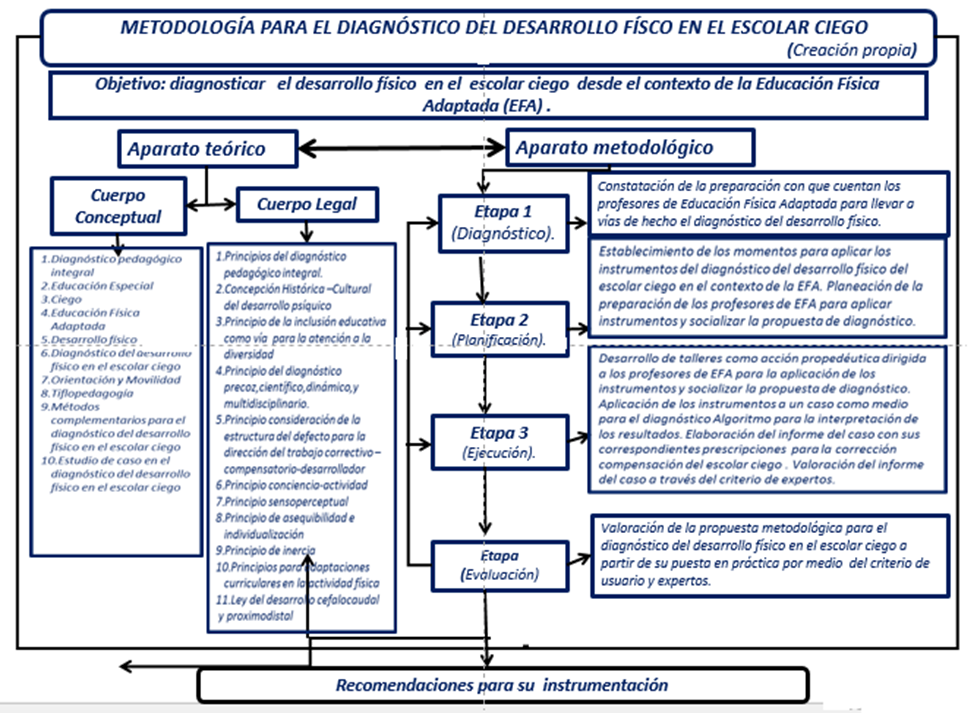 METODOLOGÍA PARA EL DIAGNÓSTICO DEL DESARROLLO FÍSCO EN EL ESCOLAR CIEGO
(Creación propia)
Objetivo: diagnosticar el desarrollo físico en el escolar ciego desde el contexto de la Educación Física
Adaptada (EFA) .
Aparato teórico
Aparato metodológico
Cuerpo
Conceptual
Cuerpo Legal
1.Diagnóstico pedagógico
integral
2.Educación Especial
3.Ciego
4.Educación Física
Adaptada
5.Desarrollo físico
6.Diagnóstico del desarrollo
físico en el escolar ciego
7.Orientación y Movilidad
8.Tiflopedagogía
9.Métodos
complementarios para el
diagnóstico del desarrollo
físico en el escolar ciego
10.Estudio de caso en el
diagnóstico del desarrollo
físico en el escolar ciego
1.Principios del diagnóstico
pedagógico integral.
2.Concepción Histórica –Cultural
del desarrollo psíquico
3.Principio de la inclusión educativa
como vía para la atención a la
diversidad
4.Principio del diagnóstico
precoz,científico,dinámico,y
multidisciplinario.
5.Principio consideración de la
estructura del defecto para la
dirección del trabajo correctivo–
compensatorio-desarrollador
6.Principio conciencia-actividad
7.Principio sensoperceptual
8.Principio de asequibilidad e
individualización
9.Principio de inercia
10.Principios para adaptaciones
curriculares en la actividad física
11.Ley del desarrollo cefalocaudal
y proximodistal
Etapa 1
(Diagnóstico).
Constatación de la preparación con que cuentan los
profesores de Educación Física Adaptada para llevar a
vías de hecho el diagnóstico del desarrollo físico.
Etapa 2
(Planificación).
Establecimiento de los momentos para aplicar los
instrumentos del diagnóstico del desarrollo físico del
escolar ciego en el contexto de la EFA. Planeación de la
preparación de los profesores de EFA para aplicar
instrumentos y socializar la propuesta de diagnóstico.
Etapa 3
(Ejecución).
Desarrollo de talleres como acción propedéutica dirigida
a los profesores de EFA para la aplicación de los
instrumentos y socializar la propuesta de diagnóstico.
Aplicación de los instrumentos a un caso como medio
para el diagnóstico Algoritmo para la interpretación de
los resultados. Elaboración del informe del caso con sus
correspondientes prescripciones para la corrección
compensación del escolar ciego . Valoración del informe
del caso a través del criterio de expertos.
Etapa
(Evaluación)
Valoración de la propuesta metodológica para el
diagnóstico del desarrollo físico en el escolar ciego a
partir de su puesta en práctica por medio del criterio de
usuario y expertos.
Recomendaciones para su instrumentación